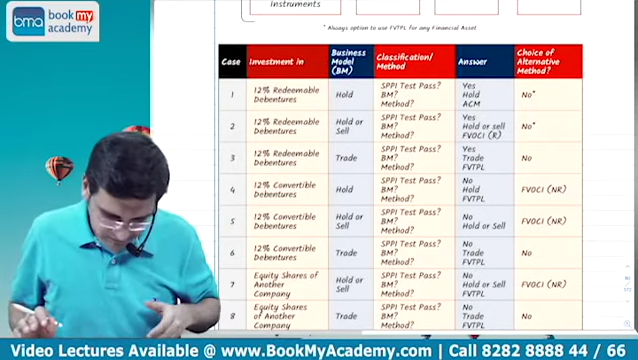 bma
book my
academy
Instruments
* Always option to use FVTPL for any Financial Asset
Case Investment in Business Model (BM) Classification/ Method Answer Choice of Alternative Method?
1 12% Redeemable Debentures Hold SPPI Test Pass? BM? Method? Yes Hold ACM No*
2 12% Redeemable Debentures Hold or Sell SPPI Test Pass? BM? Method? Yes Hold or sell FVOCI (R) No*
3 12% Redeemable Debentures Trade SPPI Test Pass? BM? Method? Yes Trade FVTPL No
4 12% Convertible Debentures Hold SPPI Test Pass? BM? Method? No Hold FVTPL FVOCI (NR)
5 12% Convertible Debentures Hold or Sell SPPI Test Pass? BM? Method? No Hold or Sell FVOCI (NR)
6 12% Convertible Debentures Trade SPPI Test Pass? BM? Method? No Trade FVTPL No
7 Equity Shares of Another Company Hold or Sell SPPI Test Pass? BM? Method? No Hold or Sell FVTPL FVOCI (NR)
8 Equity Shares of Another Company Trade SPPI Test Pass? BM? Method? No Trade FVTPL No
Video Lectures Available @ www.BookMyAcademy.com | Call 8282 8888 44 / 66